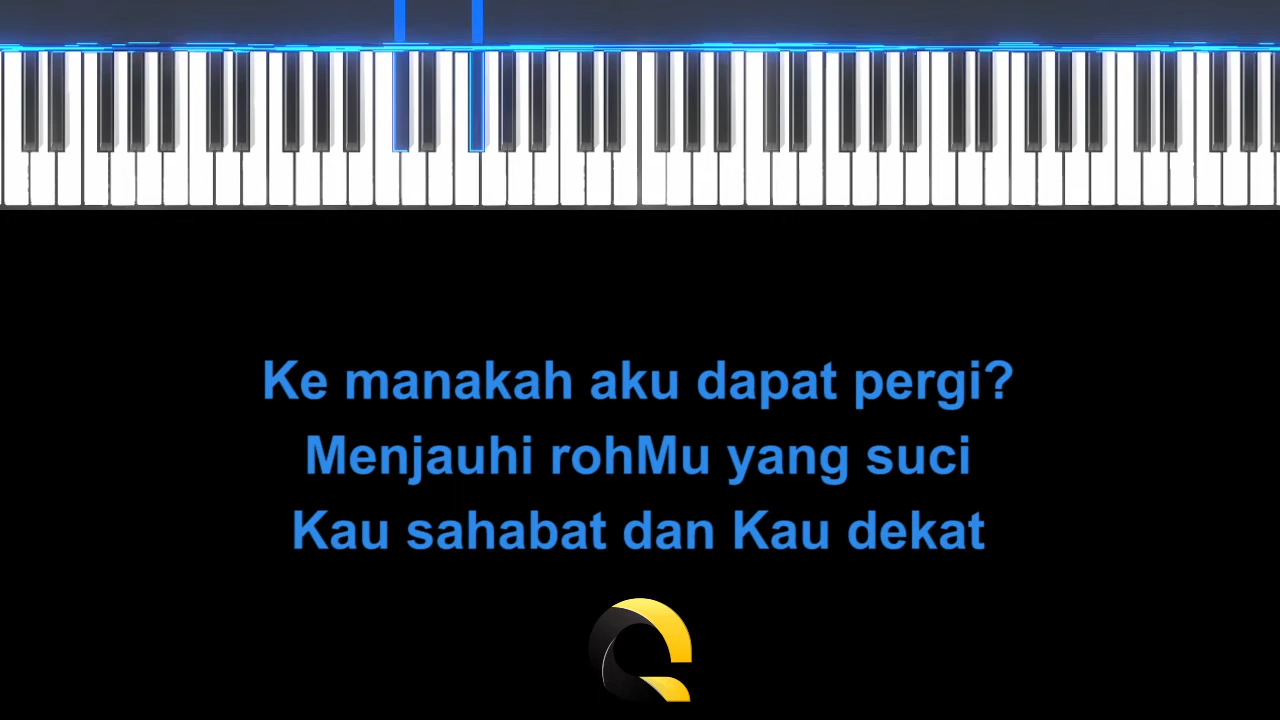 Ke manakah aku dapat pergi?
Menjauhi rohMu yang suci
Kau sahabat dan Kau dekat